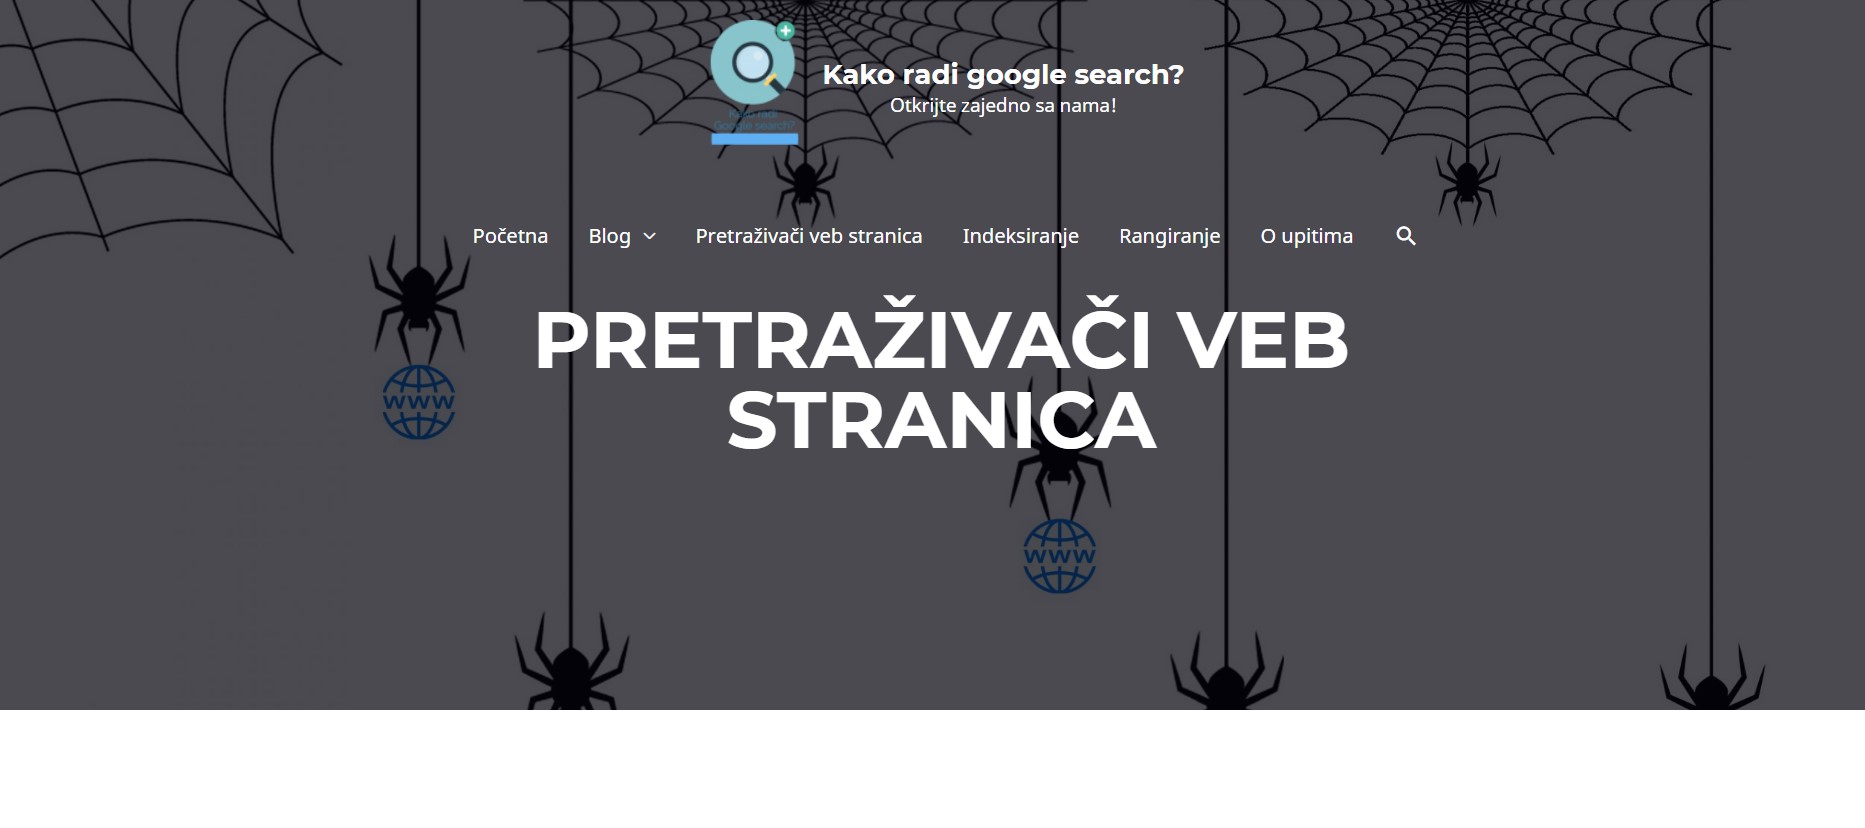 Kako radi
Google search?
Kako radi google search?
Otkrijte zajedno sa nama!
Početna Blog Pretraživači veb stranica Indeksiranje Rangiranje O upitima
PRETRAŽIVAČI VEB
STRANICA
WWW
WWW